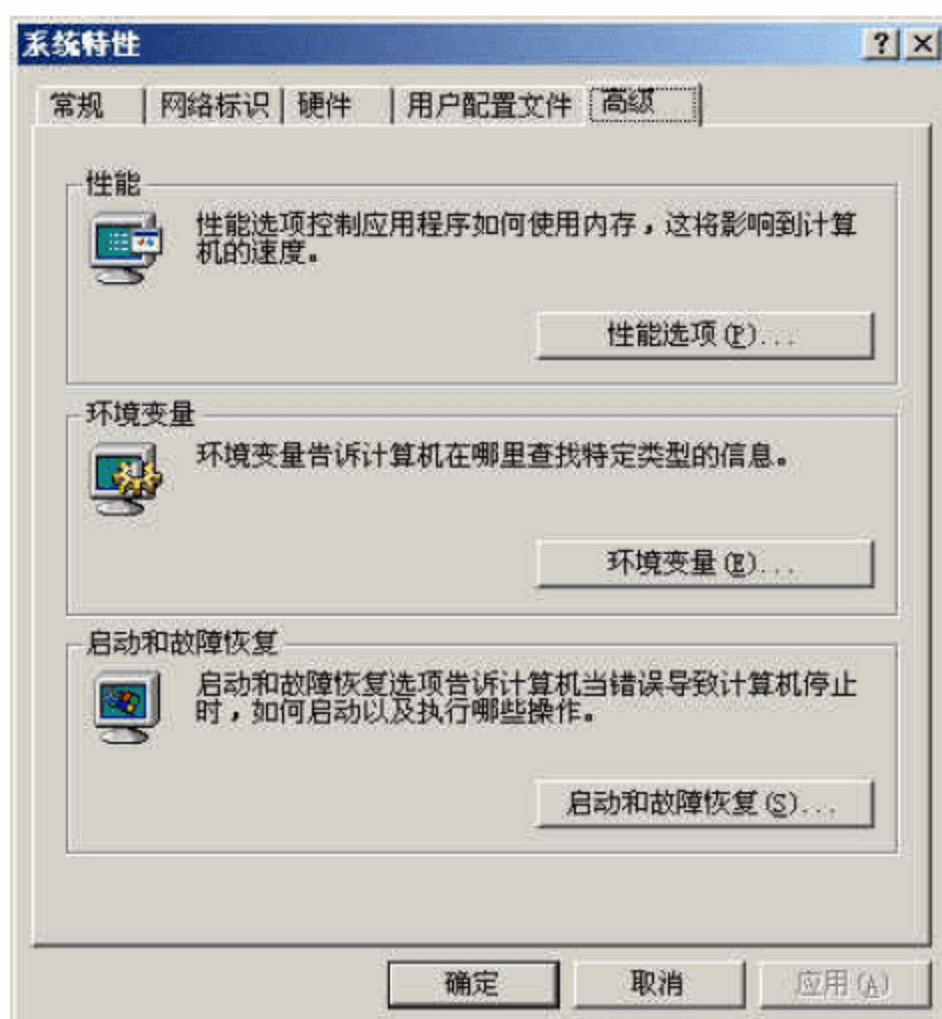 系统特性
常规 网络标识 硬件 用户配置文件 高级
性能
性能选项控制应用程序如何使用内存，这将影响到计算
机的速度。
性能选项(P)...
环境变量
环境变量告诉计算机在哪里查找特定类型的信息。
环境变量(E)...
启动和故障恢复
启动和故障恢复选项告诉计算机当错误导致计算机停止
时，如何启动以及执行哪些操作。
启动和故障恢复(S)...
确定 取消 应用(A)